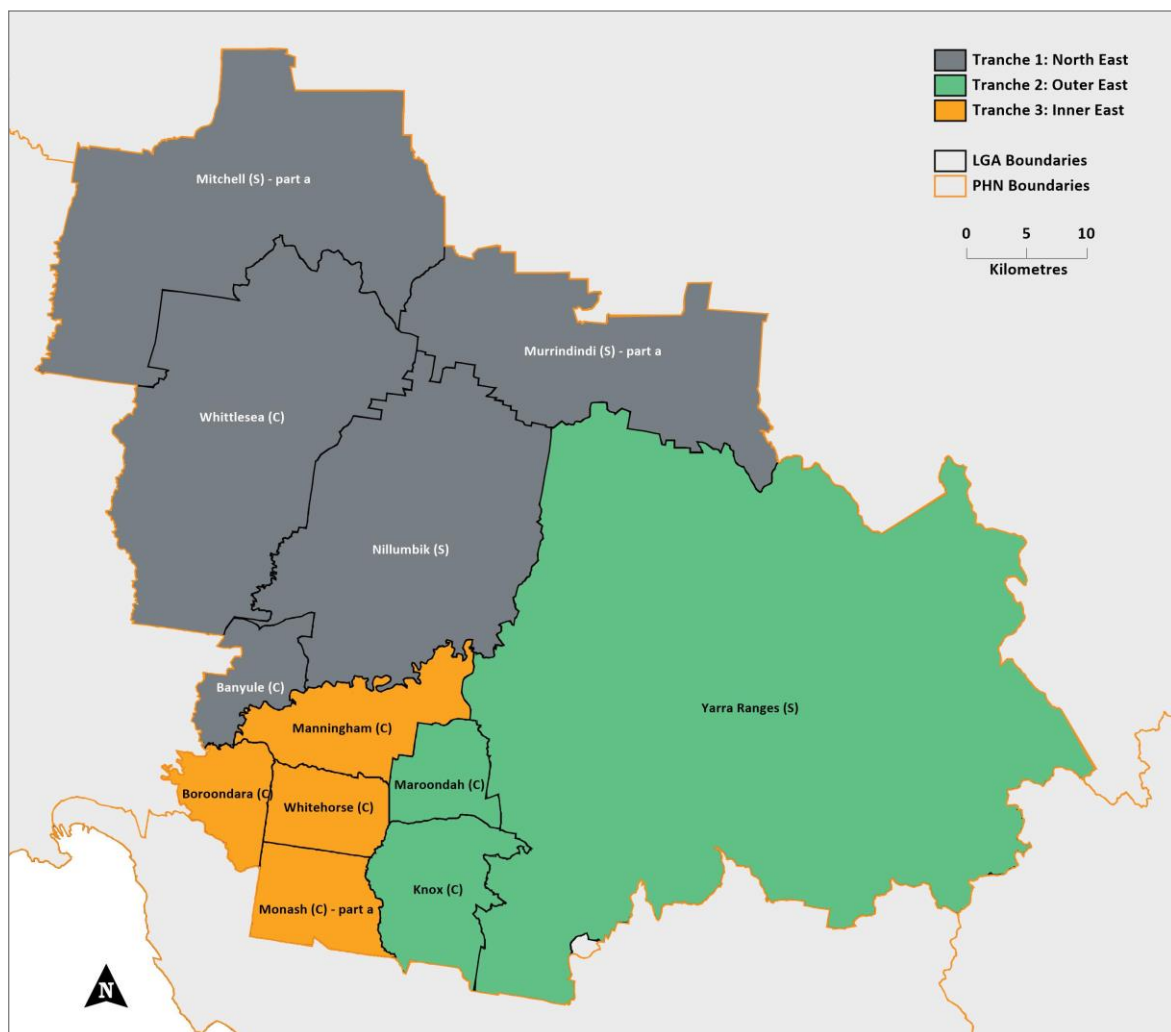 Tranche 1: North East
Tranche 2: Outer East
Tranche 3: Inner East
LGA Boundaries
PHN Boundaries
0 5 10
Kilometres
Mitchell (S) - part a
Murrindindi (S) - part a
Whittlesea (C)
Nillumbik (S)
Banyule (C)
Yarra Ranges (S)
Manningham (C)
Maroondah (C)
Boroondara (C)
Whitehorse (C)
Knox (C)
Monash (C) - part a
N